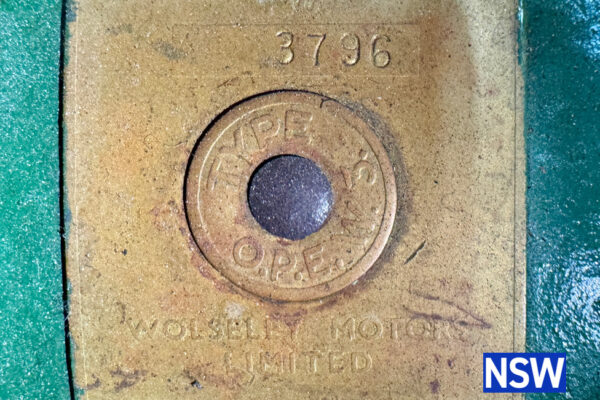 3796
TYPE
O.P.E.W.S.
WOLSELEY MOTORS
LIMITED
NSW